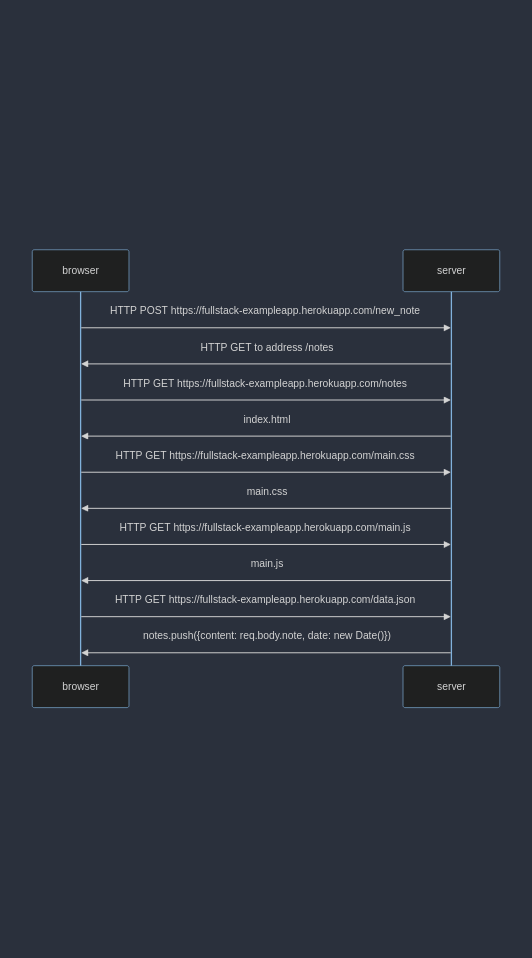 browser
server
HTTP POST https://fullstack-exampleapp.herokuapp.com/new_note
HTTP GET to address /notes
HTTP GET https://fullstack-exampleapp.herokuapp.com/notes
index.html
HTTP GET https://fullstack-exampleapp.herokuapp.com/main.css
main.css
HTTP GET https://fullstack-exampleapp.herokuapp.com/main.js
main.js
HTTP GET https://fullstack-exampleapp.herokuapp.com/data.json
notes.push({content: req.body.note, date: new Date()})
browser
server